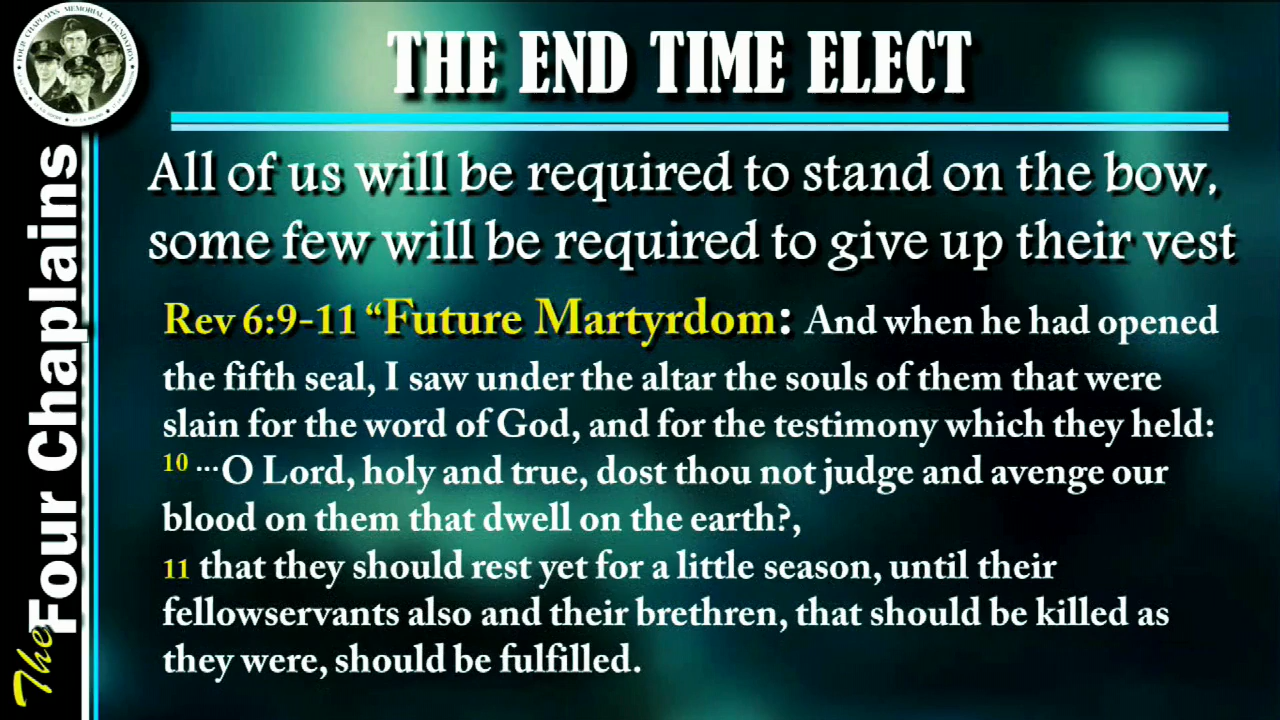 THE END TIME ELECT
All of us will be required to stand on the bow,
some few will be required to give up their vest
Rev 6:9-11 “Future Martyrdom: And when he had opened
the fifth seal, I saw under the altar the souls of them that were
slain for the word of God, and for the testimony which they held:
10 ...O Lord, holy and true, dost thou not judge and avenge our
blood on them that dwell on the earth?,
11 that they should rest yet for a little season, until their
fellowservants also and their brethren, that should be killed as
they were, should be fulfilled.
The Four Chaplains
FOUR CHAPLAINS MEMORIAL FOUNDATION